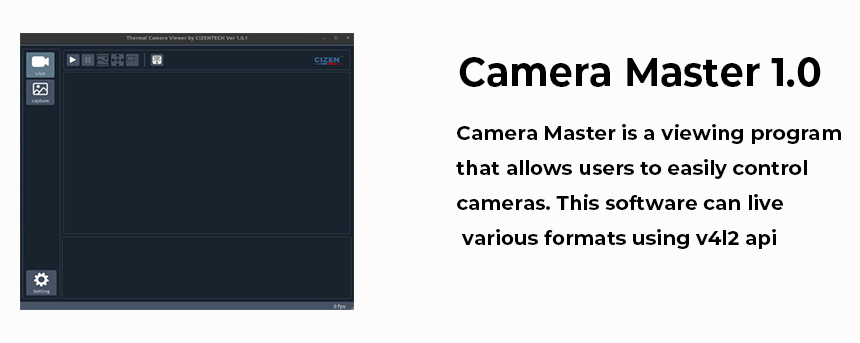 Thermal Camera Viewer by CIZENTECH Ver 1.0.1
Live
Capture
CIZEN
Setting
0 fps
Camera Master 1.0
Camera Master is a viewing program
that allows users to easily control
cameras. This software can live
various formats using v4l2 api